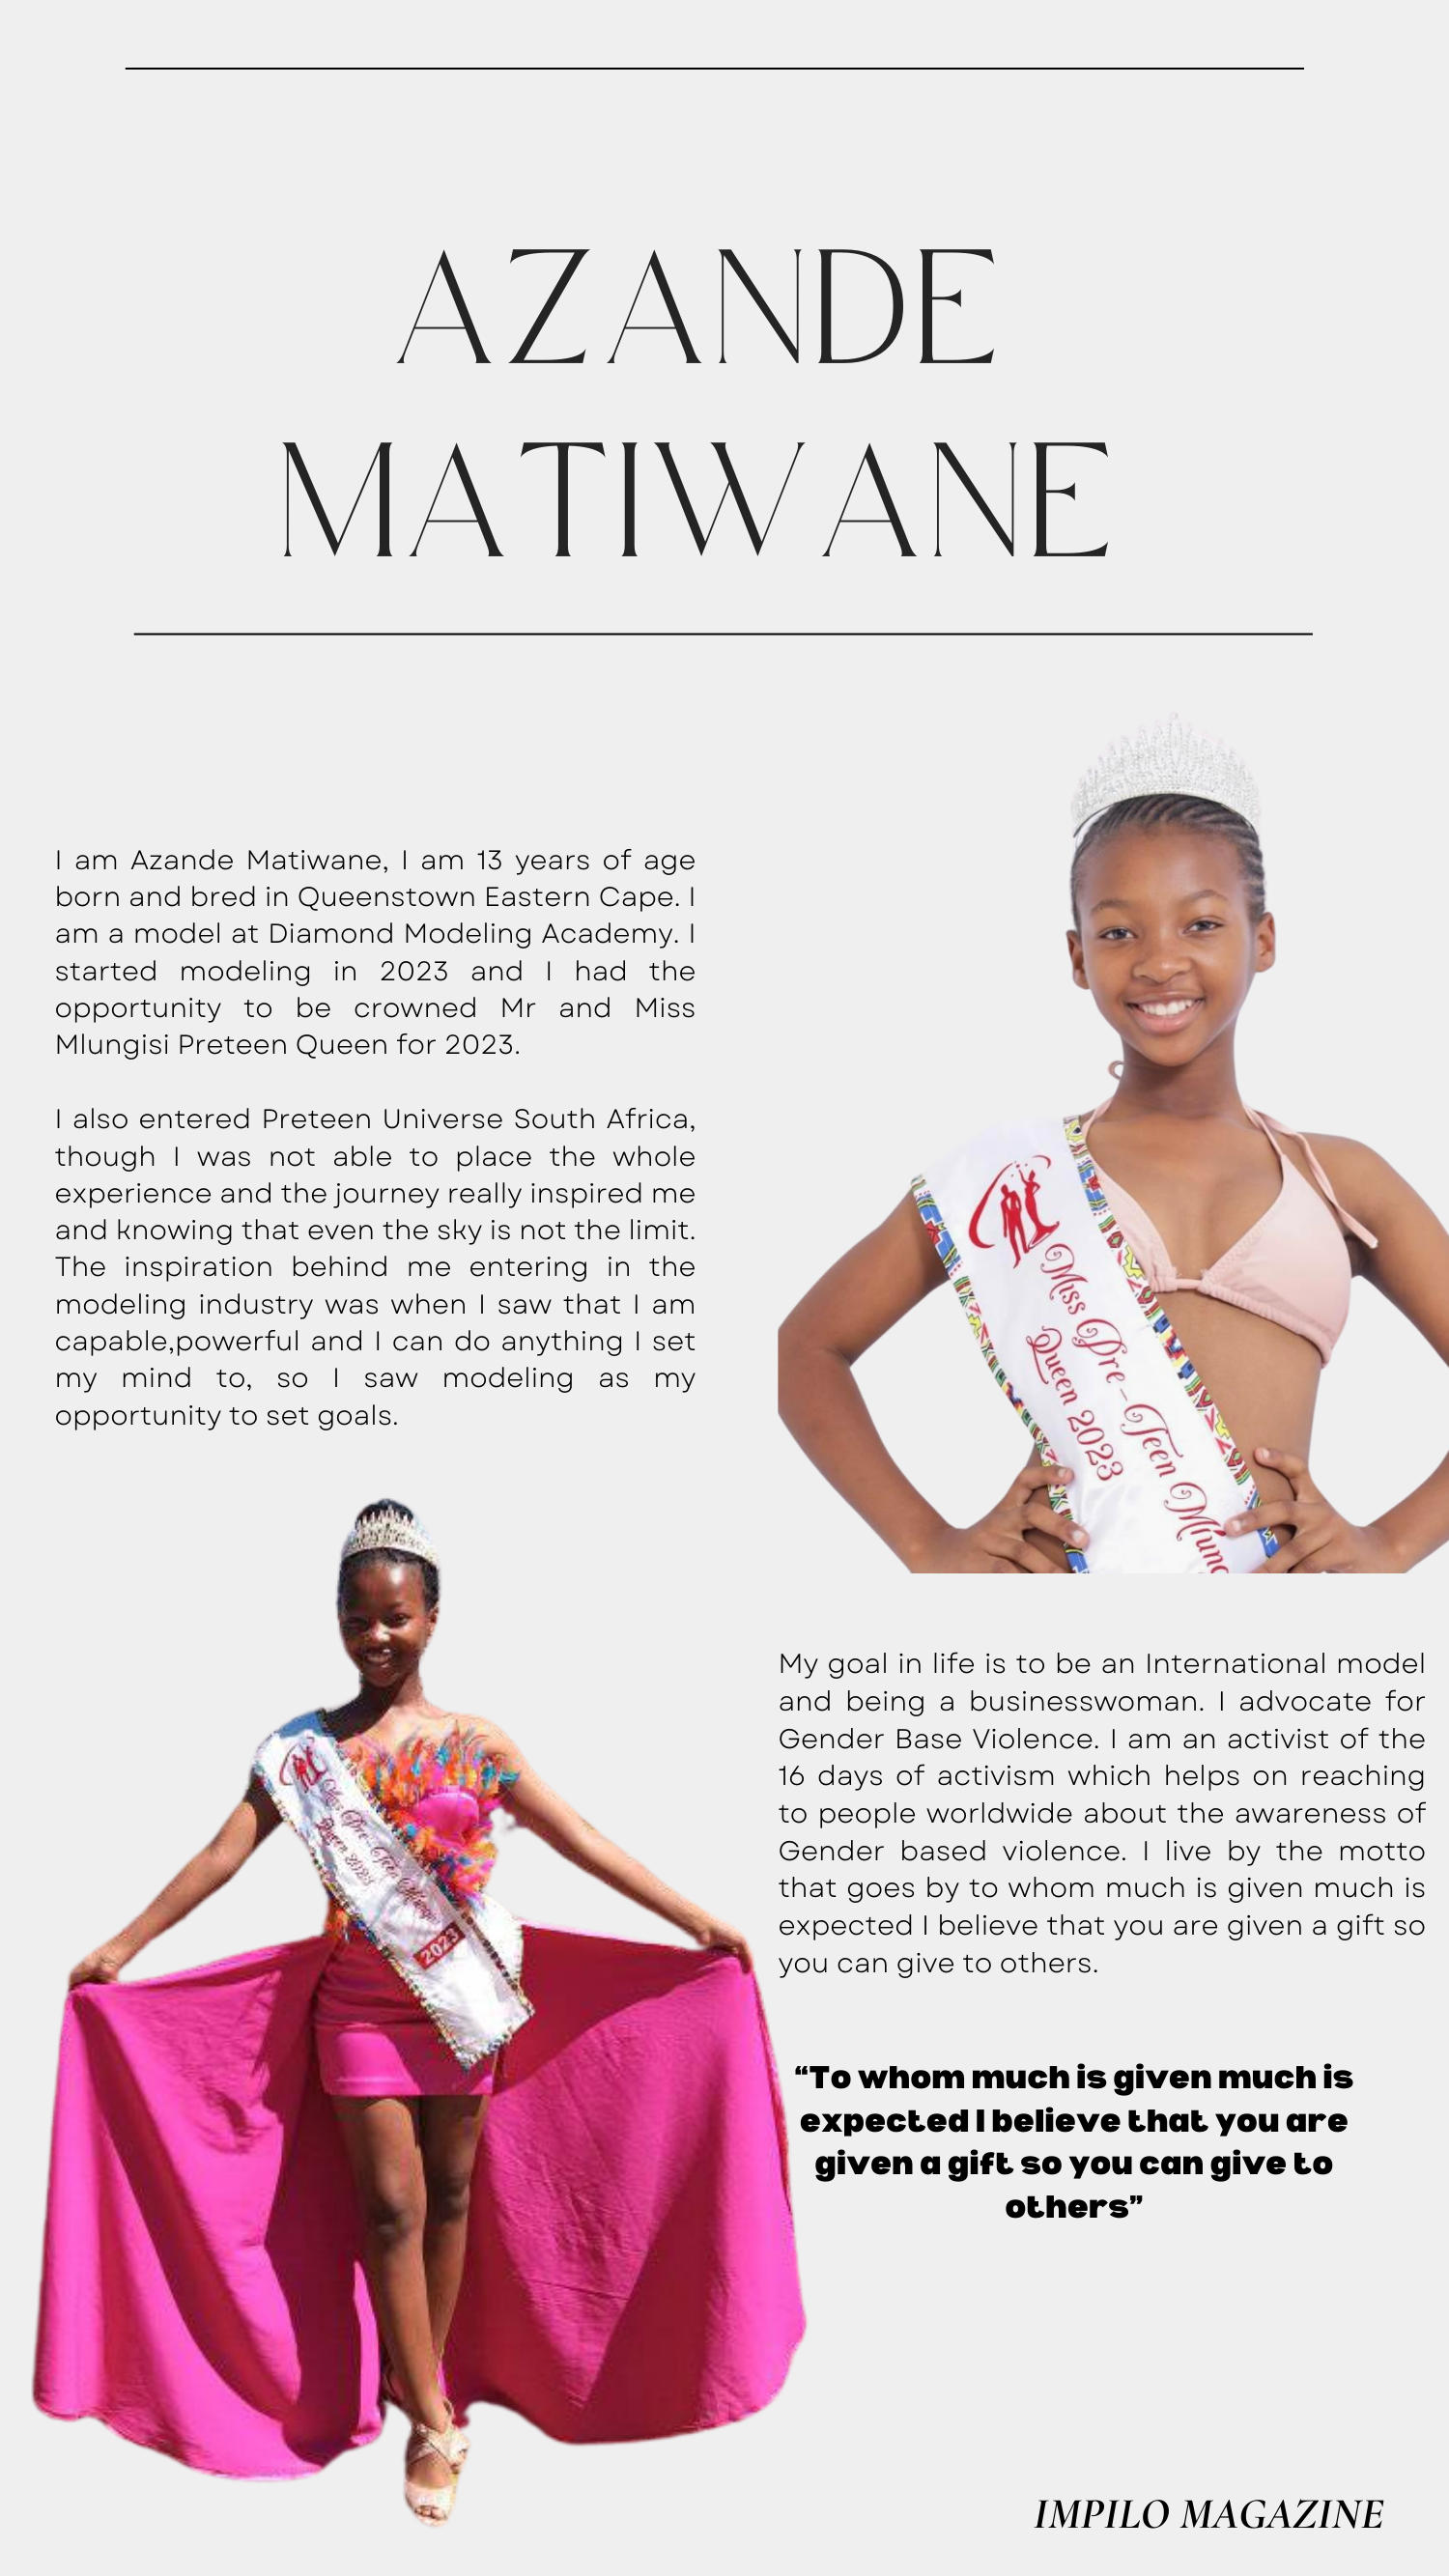 AZANDE
MATIWANE
I am Azande Matiwane, I am 13 years of age
born and bred in Queenstown Eastern Cape. I
am a model at Diamond Modeling Academy. I
started modeling in 2023 and I had the
opportunity to be crowned Mr and Miss
Mlungisi Preteen Queen for 2023.
I also entered Preteen Universe South Africa,
though I was not able to place the whole
experience and the journey really inspired me
and knowing that even the sky is not the limit.
The inspiration behind me entering in the
modeling industry was when I saw that I am
capable,powerful and I can do anything I set
my mind to, so I saw modeling as my
opportunity to set goals.
Miss Pre-Teen Mlung
Queen 2023
2023
My goal in life is to be an International model
and being a businesswoman. I advocate for
Gender Base Violence. I am an activist of the
16 days of activism which helps on reaching
to people worldwide about the awareness of
Gender based violence. I live by the motto
that goes by to whom much is given much is
expected I believe that you are given a gift so
you can give to others.
“To whom much is given much is
expected I believe that you are
given a gift so you can give to
others”
IMPILO MAGAZINE